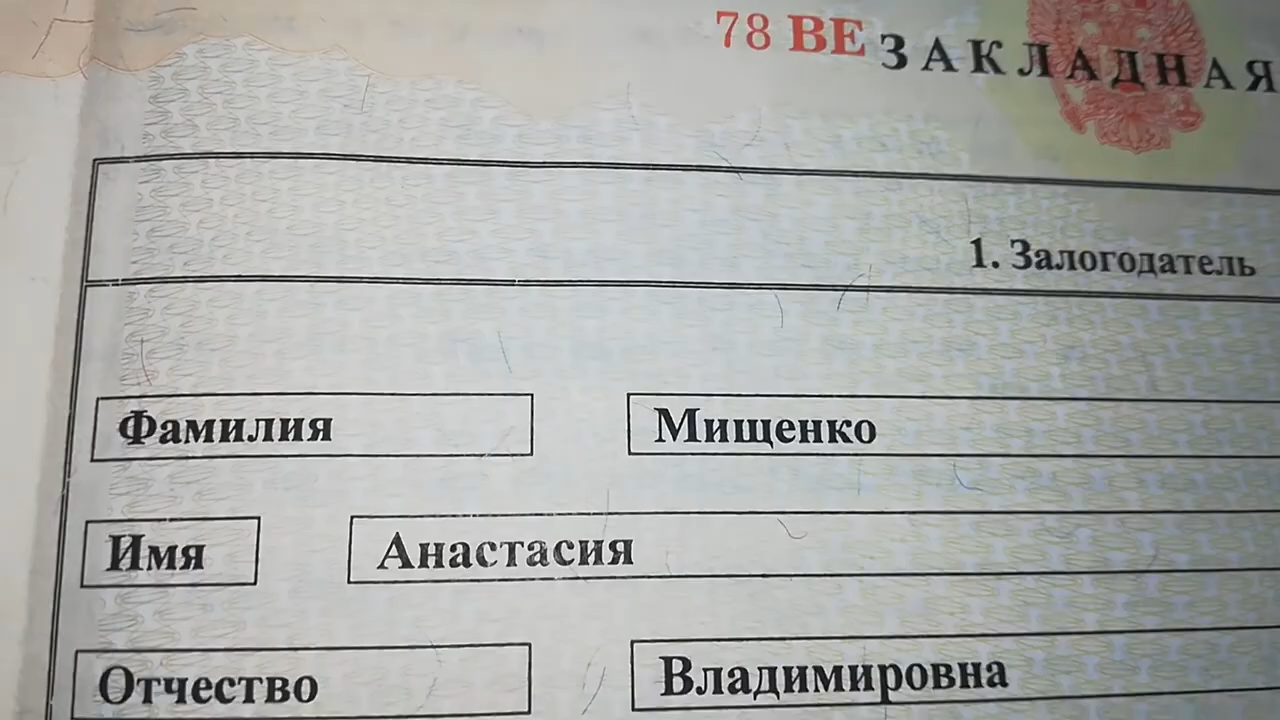 78 ВЕ ЗАКЛАДНАЯ
1. Залогодатель
Фамилия Мищенко
Имя Анастасия
Отчество Владимировна